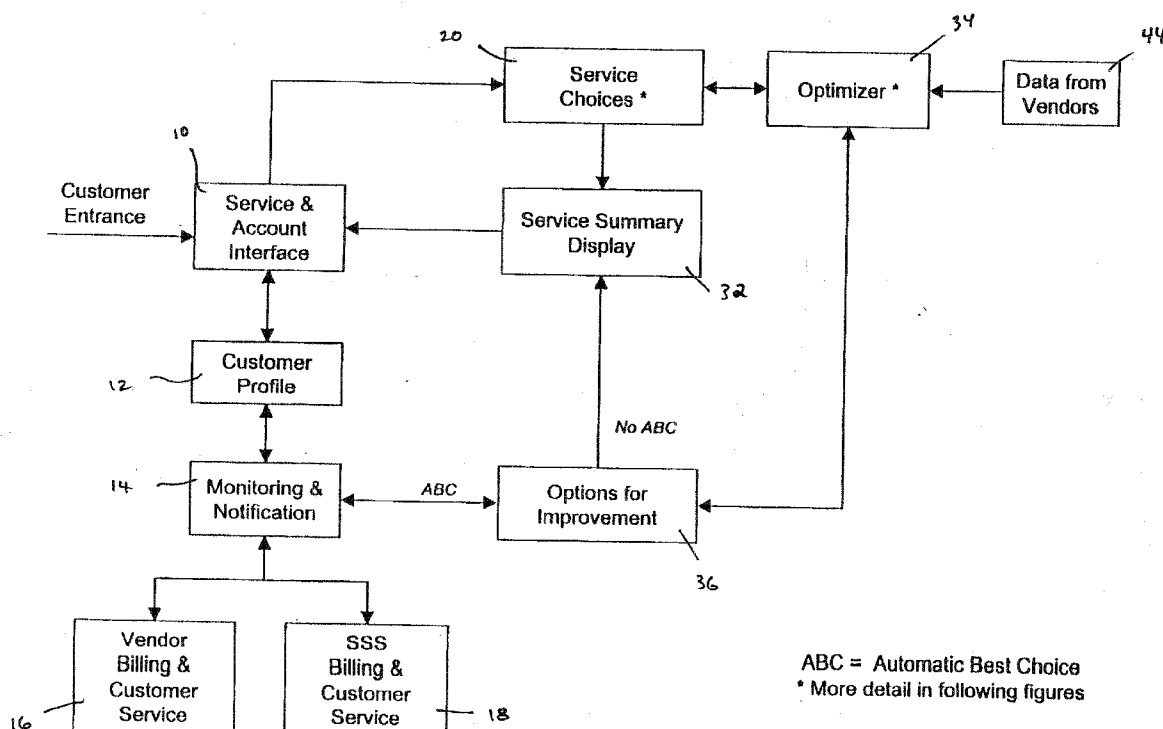 20
34
44
Service
Choices *
Optimizer *
Data from
Vendors
10
Customer
Entrance
Service &
Account
Interface
Service Summary
Display
32
12
Customer
Profile
No ABC
14
Monitoring &
Notification
ABC
Options for
Improvement
36
Vendor
Billing &
Customer
Service
SSS
Billing &
Customer
Service
16
18
ABC = Automatic Best Choice
* More detail in following figures